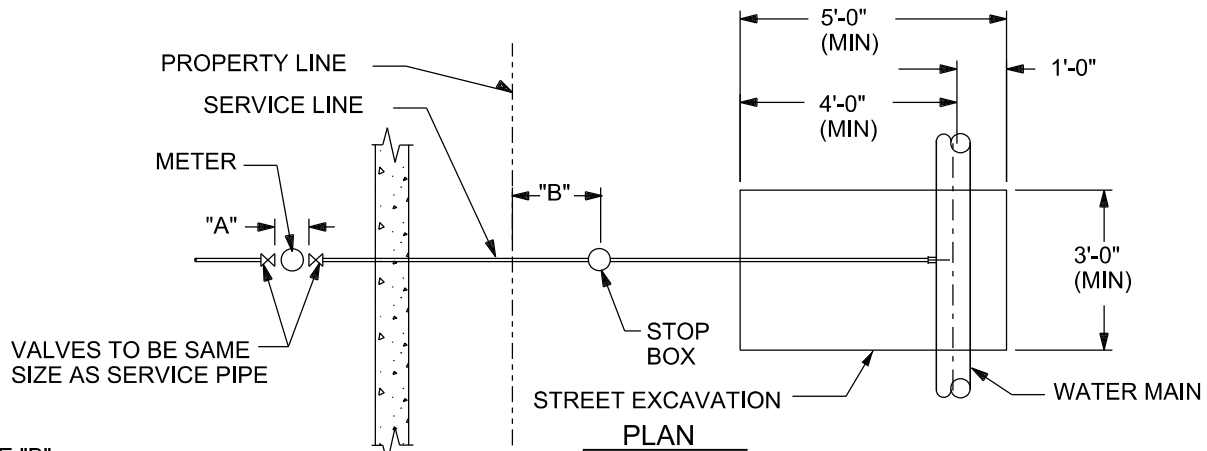 5'-0"
(MIN)
PROPERTY LINE
1'-0"
SERVICE LINE
4'-0"
(MIN)
METER
"B"
"A"
3'-0"
(MIN)
STOP
BOX
VALVES TO BE SAME
SIZE AS SERVICE PIPE
STREET EXCAVATION
WATER MAIN
PLAN
"B"